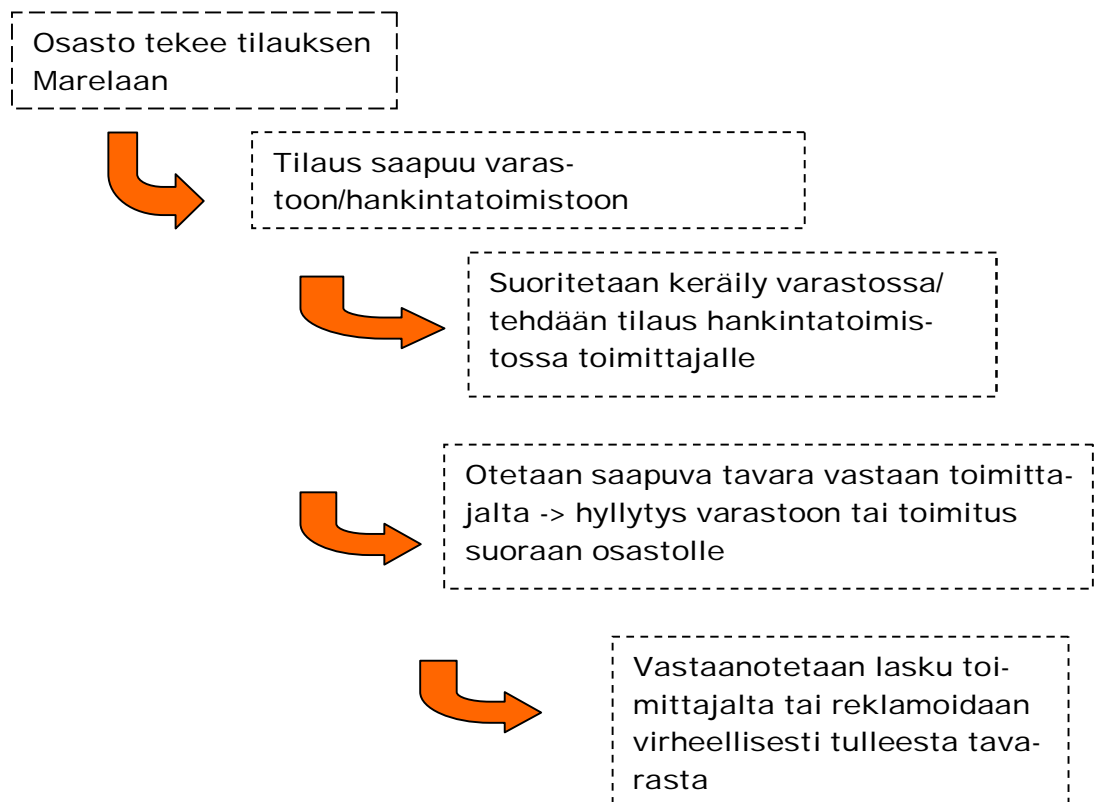 Osasto tekee tilauksen
Marelaan
Tilaus saapuu varas-
toon/hankintatoimistoon
Suoritetaan keräily varastossa/
tehdään tilaus hankintatoimis-
tossa toimittajalle
Otetaan saapuva tavara vastaan toimitta-
jalta -> hyllytys varastoon tai toimitus
suoraan osastolle
Vastaanotetaan lasku toi-
mittajalta tai reklamoidaan
virheellisesti tulleesta tava-
rasta